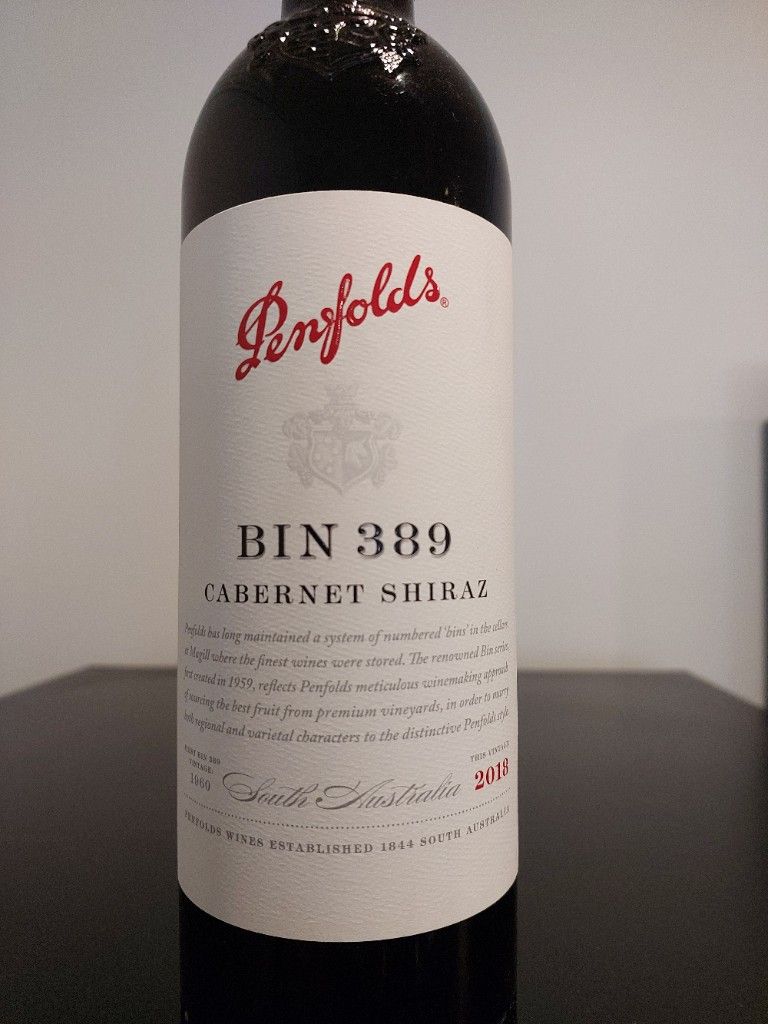 Penfolds®
BIN 389
CABERNET SHIRAZ
Penfolds has long maintained a system of numbered 'bins' in the cellars
at Magill where the finest wines were stored. The renowned Bin series,
first created in 1959, reflects Penfolds meticulous winemaking approach
of sourcing the best fruit from premium vineyards, in order to marry
both regional and varietal characters to the distinctive Penfolds style.
FIRST BIN 389
VINTAGE:
1960
South Australia
THIS VINTAGE
2018
PENFOLDS WINES ESTABLISHED 1844 SOUTH AUSTRALIA